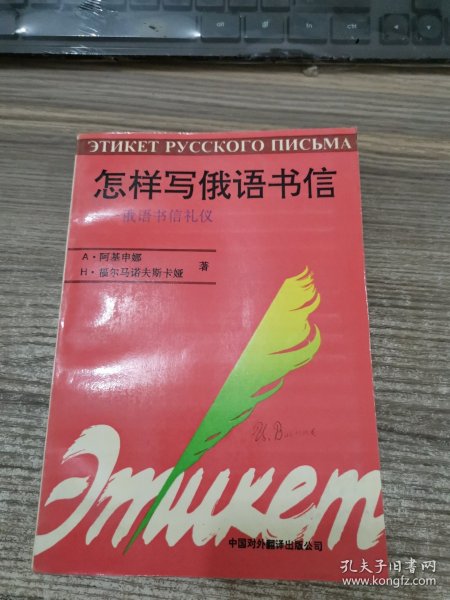 ЭТИКЕТ РУССКОГО ПИСЬМА
怎样写俄语书信
——俄语书信礼仪
А·阿基申娜
Н·福尔马诺夫斯卡娅
著
Этикет
中国对外翻译出版公司
孔夫子旧书网
www.kongfz.com